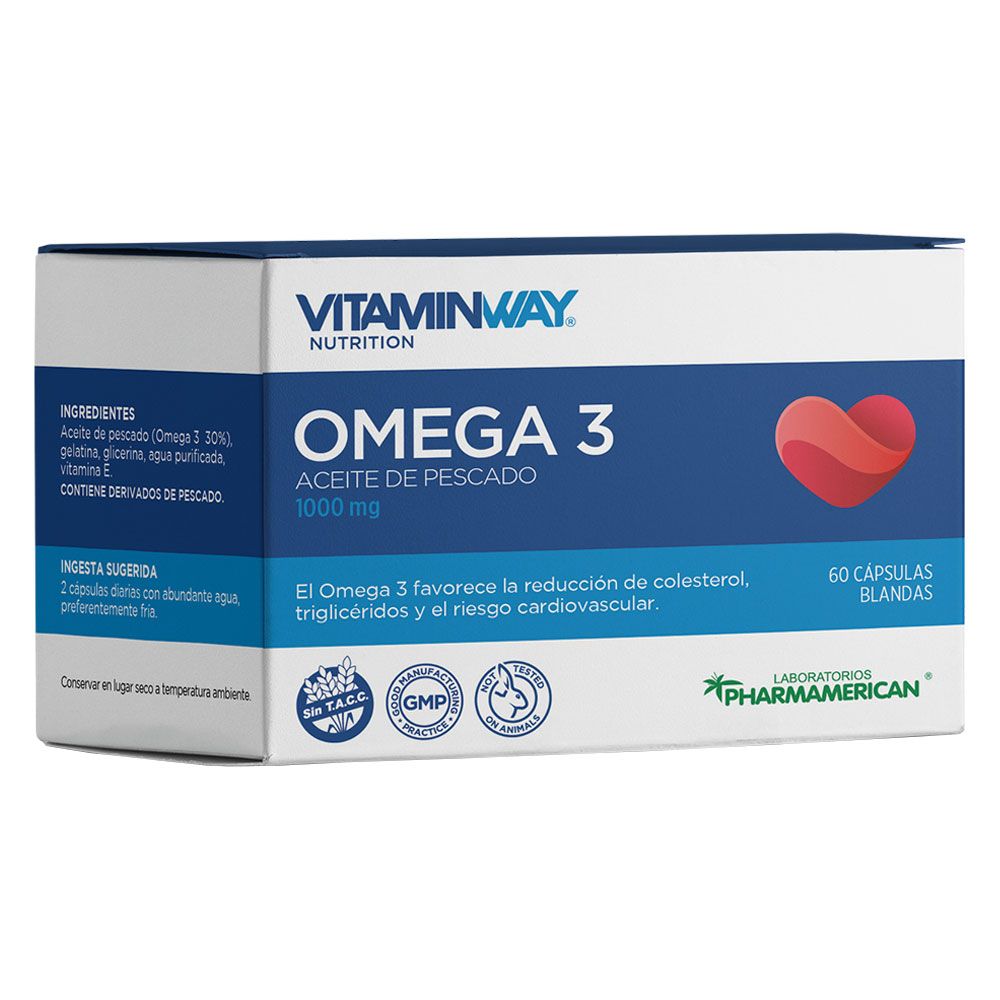 VITAMINWAY®
NUTRITION
OMEGA 3
ACEITE DE PESCADO
1000 mg
El Omega 3 favorece la reducción de colesterol,
triglicéridos y el riesgo cardiovascular.
60 CÁPSULAS
BLANDAS
Sin T.A.C.C.
GOOD MANUFACTURING
GMP
PRACTICE
NOT TESTED
ON ANIMALS
LABORATORIOS
PHARMAMERICAN®
INGREDIENTES
Aceite de pescado (Omega 3 30%),
gelatina, glicerina, agua purificada,
vitamina E.
CONTIENE DERIVADOS DE PESCADO.
INGESTA SUGERIDA
2 cápsulas diarias con abundante agua,
preferentemente fría.
Conservar en lugar seco a temperatura ambiente.